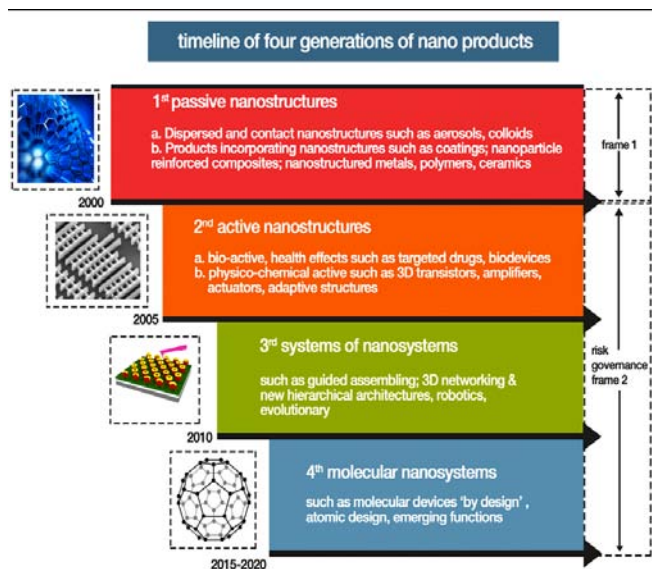 timeline of four generations of nano products
1st passive nanostructures
a. Dispersed and contact nanostructures such as aerosols, colloids
b. Products incorporating nanostructures such as coatings; nanoparticle
reinforced composites; nanostructured metals, polymers, ceramics
frame 1
2000
2nd active nanostructures
a. bio-active, health effects such as targeted drugs, biodevices
b. physico-chemical active such as 3D transistors, amplifiers,
actuators, adaptive structures
2005
3rd systems of nanosystems
such as guided assembling; 3D networking &
new hierarchical architectures, robotics,
evolutionary
risk
governance
frame 2
2010
4th molecular nanosystems
such as molecular devices ‘by design’ ,
atomic design, emerging functions
2015-2020